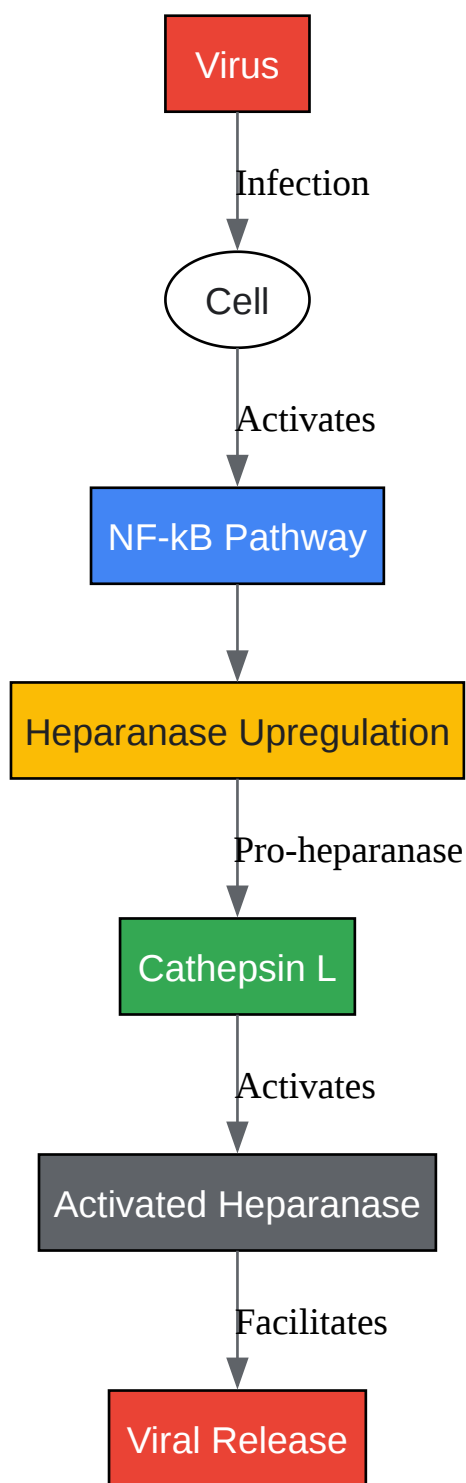 Virus
Infection
Cell
Activates
NF-kB Pathway
Heparanase Upregulation
Pro-heparanase
Cathepsin L
Activates
Activated Heparanase
Facilitates
Viral Release